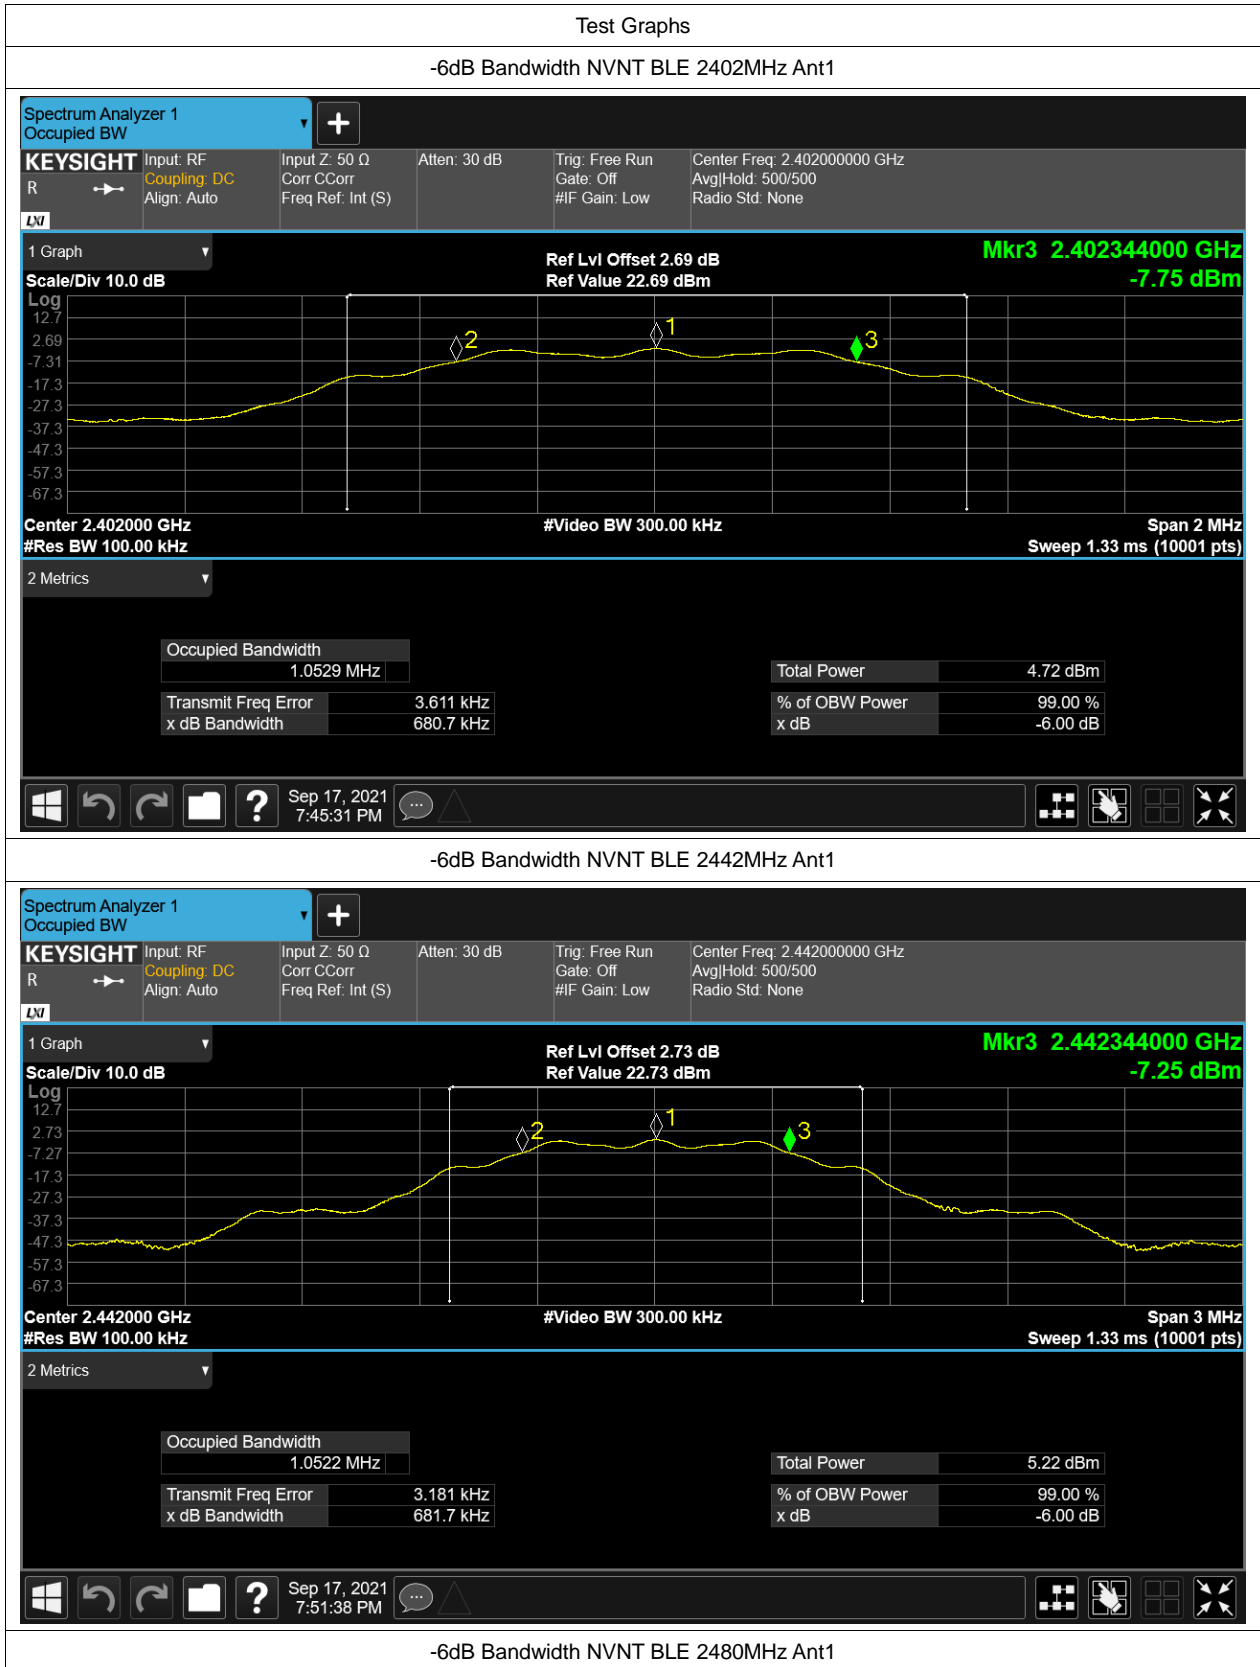 Test Graphs
-6dB Bandwidth NVNT BLE 2402MHz Ant1
Spectrum Analyzer 1
Occupied BW
KEYSIGHT Input: RF Input Z: 50 Ω Atten: 30 dB Trig: Free Run Center Freq: 2.402000000 GHz
R Coupling: DC Corr CCorr Gate: Off Avg|Hold: 500/500
Align: Auto Freq Ref: Int (S) #IF Gain: Low Radio Std: None
LXI
1 Graph
Ref Lvl Offset 2.69 dB Mkr3 2.402344000 GHz
Scale/Div 10.0 dB Ref Value 22.69 dBm -7.75 dBm
Log
12.7
2.69
-7.31
-17.3
-27.3
-37.3
-47.3
-57.3
-67.3
2 1 3
Center 2.402000 GHz #Video BW 300.00 kHz Span 2 MHz
#Res BW 100.00 kHz Sweep 1.33 ms (10001 pts)
2 Metrics
Occupied Bandwidth
1.0529 MHz Total Power 4.72 dBm
Transmit Freq Error 3.611 kHz % of OBW Power 99.00 %
x dB Bandwidth 680.7 kHz x dB -6.00 dB
Sep 17, 2021
7:45:31 PM
-6dB Bandwidth NVNT BLE 2442MHz Ant1
Spectrum Analyzer 1
Occupied BW
KEYSIGHT Input: RF Input Z: 50 Ω Atten: 30 dB Trig: Free Run Center Freq: 2.442000000 GHz
R Coupling: DC Corr CCorr Gate: Off Avg|Hold: 500/500
Align: Auto Freq Ref: Int (S) #IF Gain: Low Radio Std: None
LXI
1 Graph
Ref Lvl Offset 2.73 dB Mkr3 2.442344000 GHz
Scale/Div 10.0 dB Ref Value 22.73 dBm -7.25 dBm
Log
12.7
2.73
-7.27
-17.3
-27.3
-37.3
-47.3
-57.3
-67.3
2 1 3
Center 2.442000 GHz #Video BW 300.00 kHz Span 3 MHz
#Res BW 100.00 kHz Sweep 1.33 ms (10001 pts)
2 Metrics
Occupied Bandwidth
1.0522 MHz Total Power 5.22 dBm
Transmit Freq Error 3.181 kHz % of OBW Power 99.00 %
x dB Bandwidth 681.7 kHz x dB -6.00 dB
Sep 17, 2021
7:51:38 PM
-6dB Bandwidth NVNT BLE 2480MHz Ant1